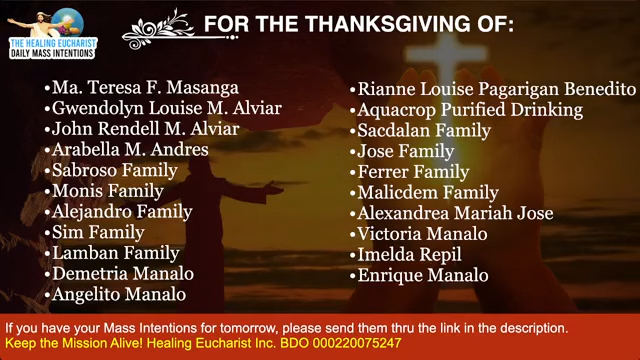 THE HEALING EUCHARIST
DAILY MASS INTENTIONS
FOR THE THANKSGIVING OF:
•Ma. Teresa F. Masanga
•Gwendolyn Louise M. Alviar
•John Rendell M. Alviar
•Arabella M. Andres
•Sabroso Family
•Monis Family
•Alejandro Family
•Sim Family
•Lamban Family
•Demetria Manalo
•Angelito Manalo
•Rianne Louise Pagarigan Benedito
•Aquacrop Purified Drinking
•Sacdalan Family
•Jose Family
•Ferrer Family
•Malicdem Family
•Alexandrea Mariah Jose
•Victoria Manalo
•Imelda Repil
•Enrique Manalo
If you have your Mass Intentions for tomorrow, please send them thru the link in the description.
Keep the Mission Alive! Healing Eucharist Inc. BDO 000220075247